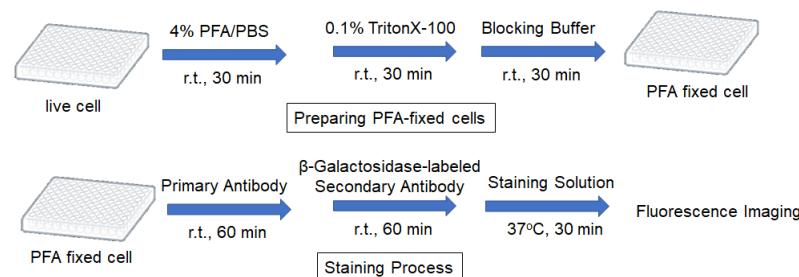 4% PFA/PBS
0.1% TritonX-100
Blocking Buffer
r.t., 30 min
r.t., 30 min
r.t., 30 min
live cell
PFA fixed cell
Preparing PFA-fixed cells
Primary Antibody
β-Galactosidase-labeled
Secondary Antibody
Staining Solution
Fluorescence Imaging
r.t., 60 min
r.t., 60 min
37°C, 30 min
PFA fixed cell
Staining Process